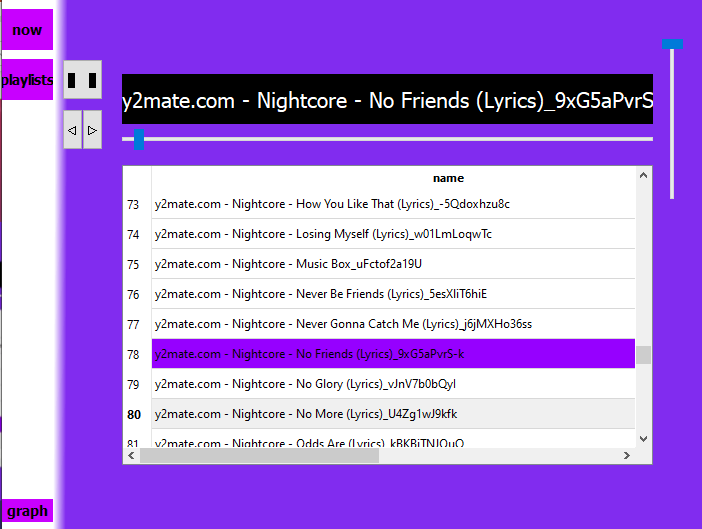 now
playlists
y2mate.com - Nightcore - No Friends (Lyrics)_9xG5aPvrS
name
73 y2mate.com - Nightcore - How You Like That (Lyrics)_-5Qdoxhzu8c
74 y2mate.com - Nightcore - Losing Myself (Lyrics)_w01LmLoqwTc
75 y2mate.com - Nightcore - Music Box_uFctof2a19U
76 y2mate.com - Nightcore - Never Be Friends (Lyrics)_5esXliT6hiE
77 y2mate.com - Nightcore - Never Gonna Catch Me (Lyrics)_j6jMXHo36ss
78 y2mate.com - Nightcore - No Friends (Lyrics)_9xG5aPvrS-k
79 y2mate.com - Nightcore - No Glory (Lyrics)_vJnV7b0bQyI
80 y2mate.com - Nightcore - No More (Lyrics)_U4Zg1wJ9kfk
81 y2mate.com - Nightcore - Odds Are (Lyrics)_kBKBiTNJOuO
graph